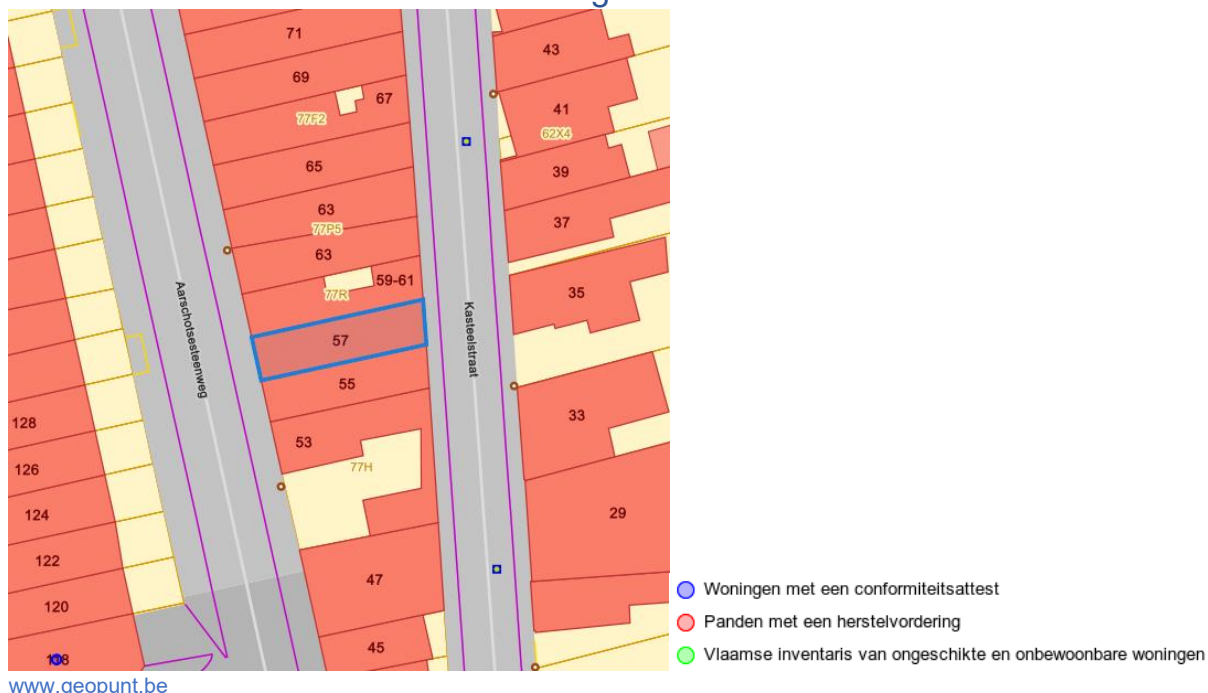 71
43
69
67
41
77F2
62X4
65
39
63
37
77P5
63
59-61
35
77R
Aarschotsesteenweg
Kasteelstraat
57
55
128
33
53
126
77H
124
29
122
47
Woningen met een conformiteitsattest
120
Panden met een herstelvordering
45
118
Vlaamse inventaris van ongeschikte en onbewoonbare woningen
www.geopunt.be